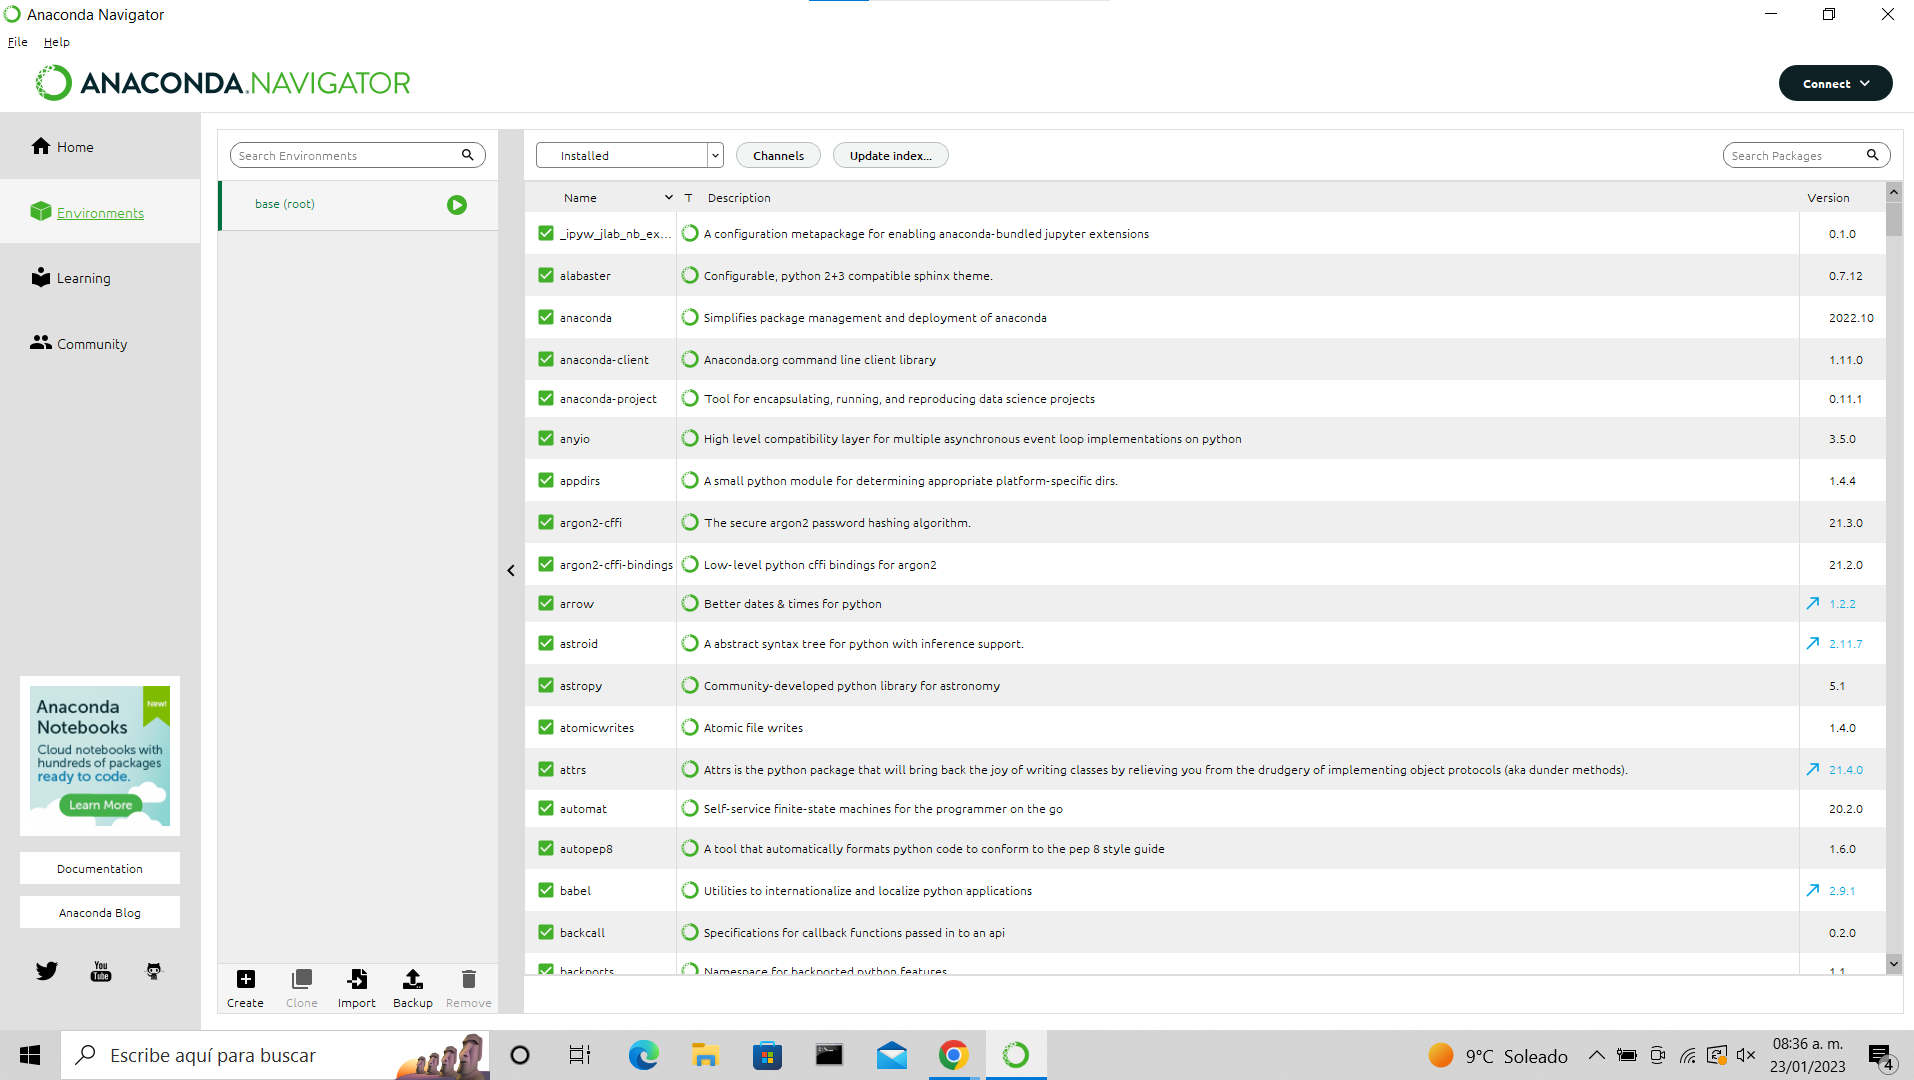 Anaconda Navigator
File Help
ANACONDA.NAVIGATOR
Connect
Home
Environments
Learning
Community
Anaconda
Notebooks
New!
Cloud notebooks with
hundreds of packages
ready to code.
Learn More
Documentation
Anaconda Blog
You
Tube
Search Environments
base (root)
Create Clone Import Backup Remove
Installed Channels Update index... Search Packages
Name T Description Version
_ipyw_jlab_nb_ex... A configuration metapackage for enabling anaconda-bundled jupyter extensions 0.1.0
alabaster Configurable, python 2+3 compatible sphinx theme. 0.7.12
anaconda Simplifies package management and deployment of anaconda 2022.10
anaconda-client Anaconda.org command line client library 1.11.0
anaconda-project Tool for encapsulating, running, and reproducing data science projects 0.11.1
anyio High level compatibility layer for multiple asynchronous event loop implementations on python 3.5.0
appdirs A small python module for determining appropriate platform-specific dirs. 1.4.4
argon2-cffi The secure argon2 password hashing algorithm. 21.3.0
argon2-cffi-bindings Low-level python cffi bindings for argon2 21.2.0
arrow Better dates & times for python 1.2.2
astroid A abstract syntax tree for python with inference support. 2.11.7
astropy Community-developed python library for astronomy 5.1
atomicwrites Atomic file writes 1.4.0
attrs Attrs is the python package that will bring back the joy of writing classes by relieving you from the drudgery of implementing object protocols (aka dunder methods). 21.4.0
automat Self-service finite-state machines for the programmer on the go 20.2.0
autopep8 A tool that automatically formats python code to conform to the pep 8 style guide 1.6.0
babel Utilities to internationalize and localize python applications 2.9.1
backcall Specifications for callback functions passed in to an api 0.2.0
backports Namespace for backported python features 1.1
Escribe aquí para buscar
9°C Soleado
08:36 a. m.
23/01/2023
4